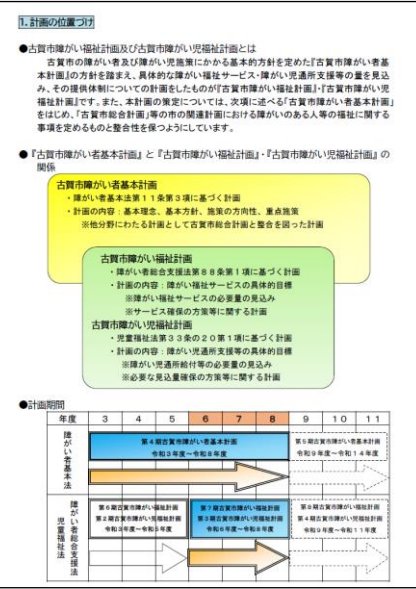 1. 計画の位置づけ
●古賀市障がい福祉計画及び古賀市障がい児福祉計画とは
古賀市の障がい者及び障がい児施策にかかる基本的方針を定めた『古賀市障がい者基
本計画』の方針を踏まえ、具体的な障がい福祉サービス・障がい児通所支援等の量を見込
み、その提供体制についての計画をしたものが『古賀市障がい福祉計画』・『古賀市障がい児
福祉計画』です。また、本計画の策定については、次項に述べる「古賀市障がい者基本計画」
をはじめ、「古賀市総合計画」等の市の関連計画における障がいのある人等の福祉に関する
事項を定めるものと整合性を保つようにしています。
●『古賀市障がい者基本計画』と『古賀市障がい福祉計画』・『古賀市障がい児福祉計画』の
関係
古賀市障がい者基本計画
・障がい者基本法第11条第3項に基づく計画
・計画の内容：基本理念、基本方針、施策の方向性、重点施策
※他分野にわたる計画として古賀市総合計画と整合を図った計画
古賀市障がい福祉計画
・障がい者総合支援法第88条第1項に基づく計画
・計画の内容：障がい福祉サービスの具体的目標
※障がい福祉サービスの必要量の見込み
※サービス確保の方策等に関する計画
古賀市障がい児福祉計画
・児童福祉法第33条の20第1項に基づく計画
・計画の内容：障がい児通所支援等の具体的目標
※障がい児通所給付等の必要量の見込み
※必要な見込量確保の方策等に関する計画
●計画期間
年度 3 4 5 6 7 8 9 10 11
障がい者基本法
第4期古賀市障がい者基本計画
令和3年度～令和8年度
第5期古賀市障がい者基本計画
令和9年度～令和14年度
障がい者総合支援法
児童福祉法
第6期古賀市障がい福祉計画
第2期古賀市障がい児福祉計画
令和3年度～令和5年度
第7期古賀市障がい福祉計画
第3期古賀市障がい児福祉計画
令和6年度～令和8年度
第8期古賀市障がい福祉計画
第4期古賀市障がい児福祉計画
令和9年度～令和11年度